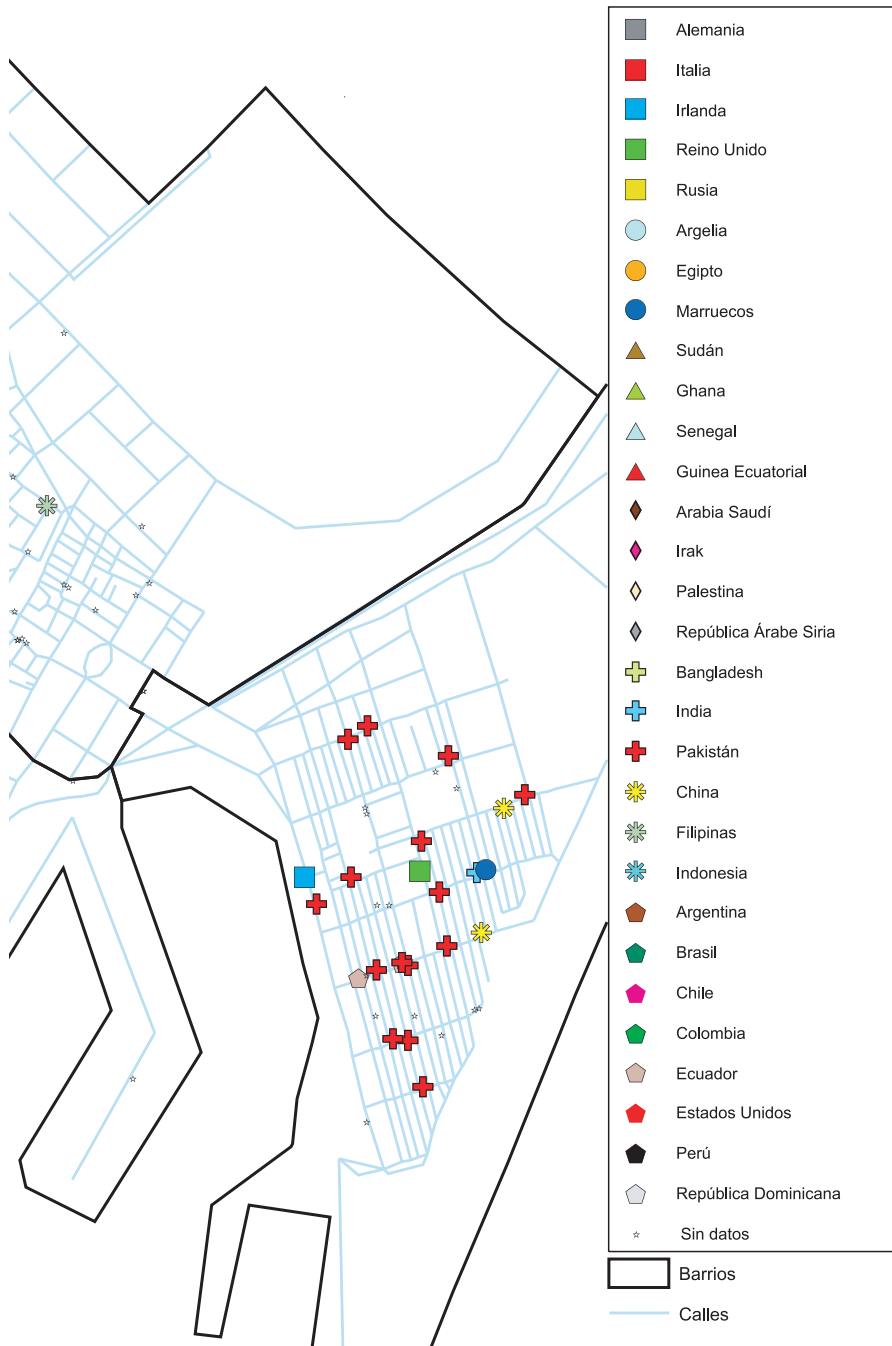 Alemania
Italia
Irlanda
Reino Unido
Rusia
Argelia
Egipto
Marruecos
Sudán
Ghana
Senegal
Guinea Ecuatorial
Arabia Saudí
Irak
Palestina
República Árabe Siria
Bangladesh
India
Pakistán
China
Filipinas
Indonesia
Argentina
Brasil
Chile
Colombia
Ecuador
Estados Unidos
Perú
República Dominicana
Sin datos
Barrios
Calles